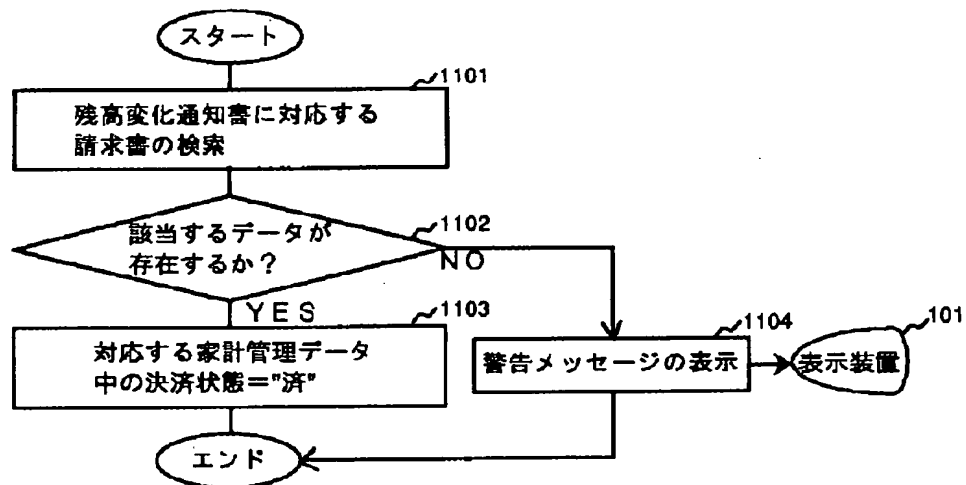 スタート
1101
残高変化通知書に対応する
請求書の検索
1102
該当するデータが
存在するか？
NO
YES
1103
対応する家計管理データ
中の決済状態＝"済"
1104
警告メッセージの表示
101
表示装置
エンド